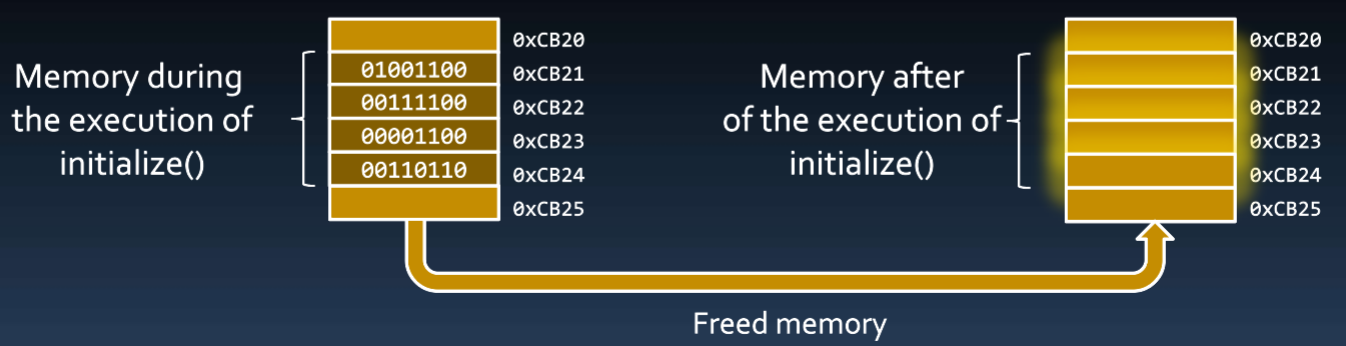 Memory during
the execution of
initialize()
01001100
00111100
00001100
00110110
0xCB20
0xCB21
0xCB22
0xCB23
0xCB24
0xCB25
Memory after
of the execution of
initialize()
0xCB20
0xCB21
0xCB22
0xCB23
0xCB24
0xCB25
Freed memory